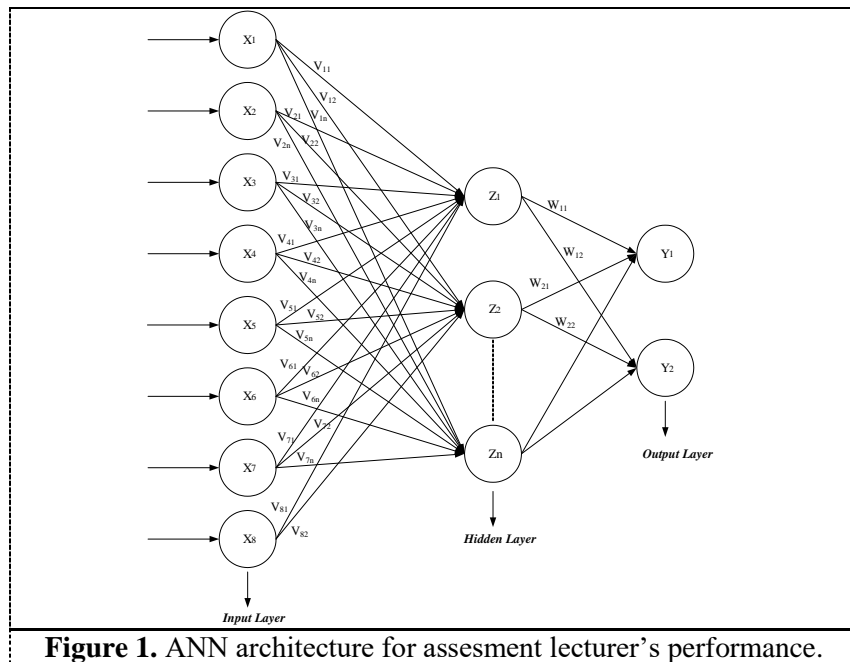 X1
V11
V12
X2
V21
V1n
V2n
V22
X3
V31
V32
Z1
W11
V3n
X4
V41
V42
W12
Y1
V4n
W21
X5
V51
V52
Z2
W22
V5n
V61
V62
Y2
X6
V6n
V72
V71
Zn
Output Layer
X7
V7n
V81
V82
X8
Hidden Layer
Input Layer
Figure 1. ANN architecture for assesment lecturer's performance.